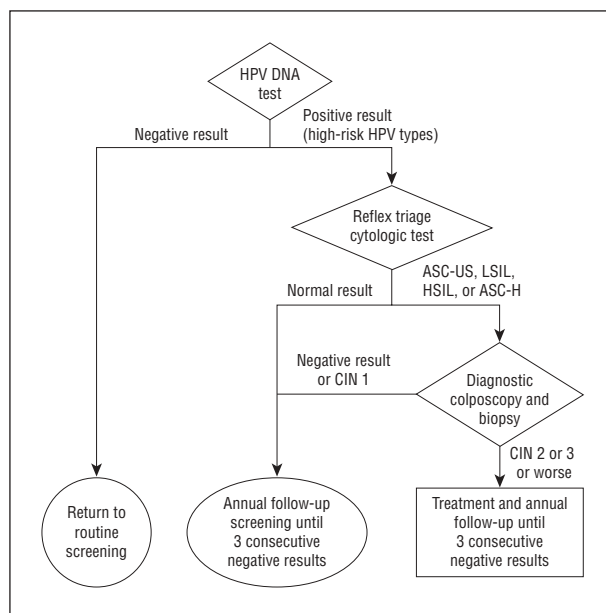 HPV DNA
test
Negative result
Positive result
(high-risk HPV types)
Reflex triage
cytologic test
Normal result
ASC-US, LSIL,
HSIL, or ASC-H
Negative result
or CIN 1
Diagnostic
colposcopy and
biopsy
CIN 2 or 3
or worse
Return to
routine
screening
Annual follow-up
screening until
3 consecutive
negative results
Treatment and annual
follow-up until
3 consecutive
negative results